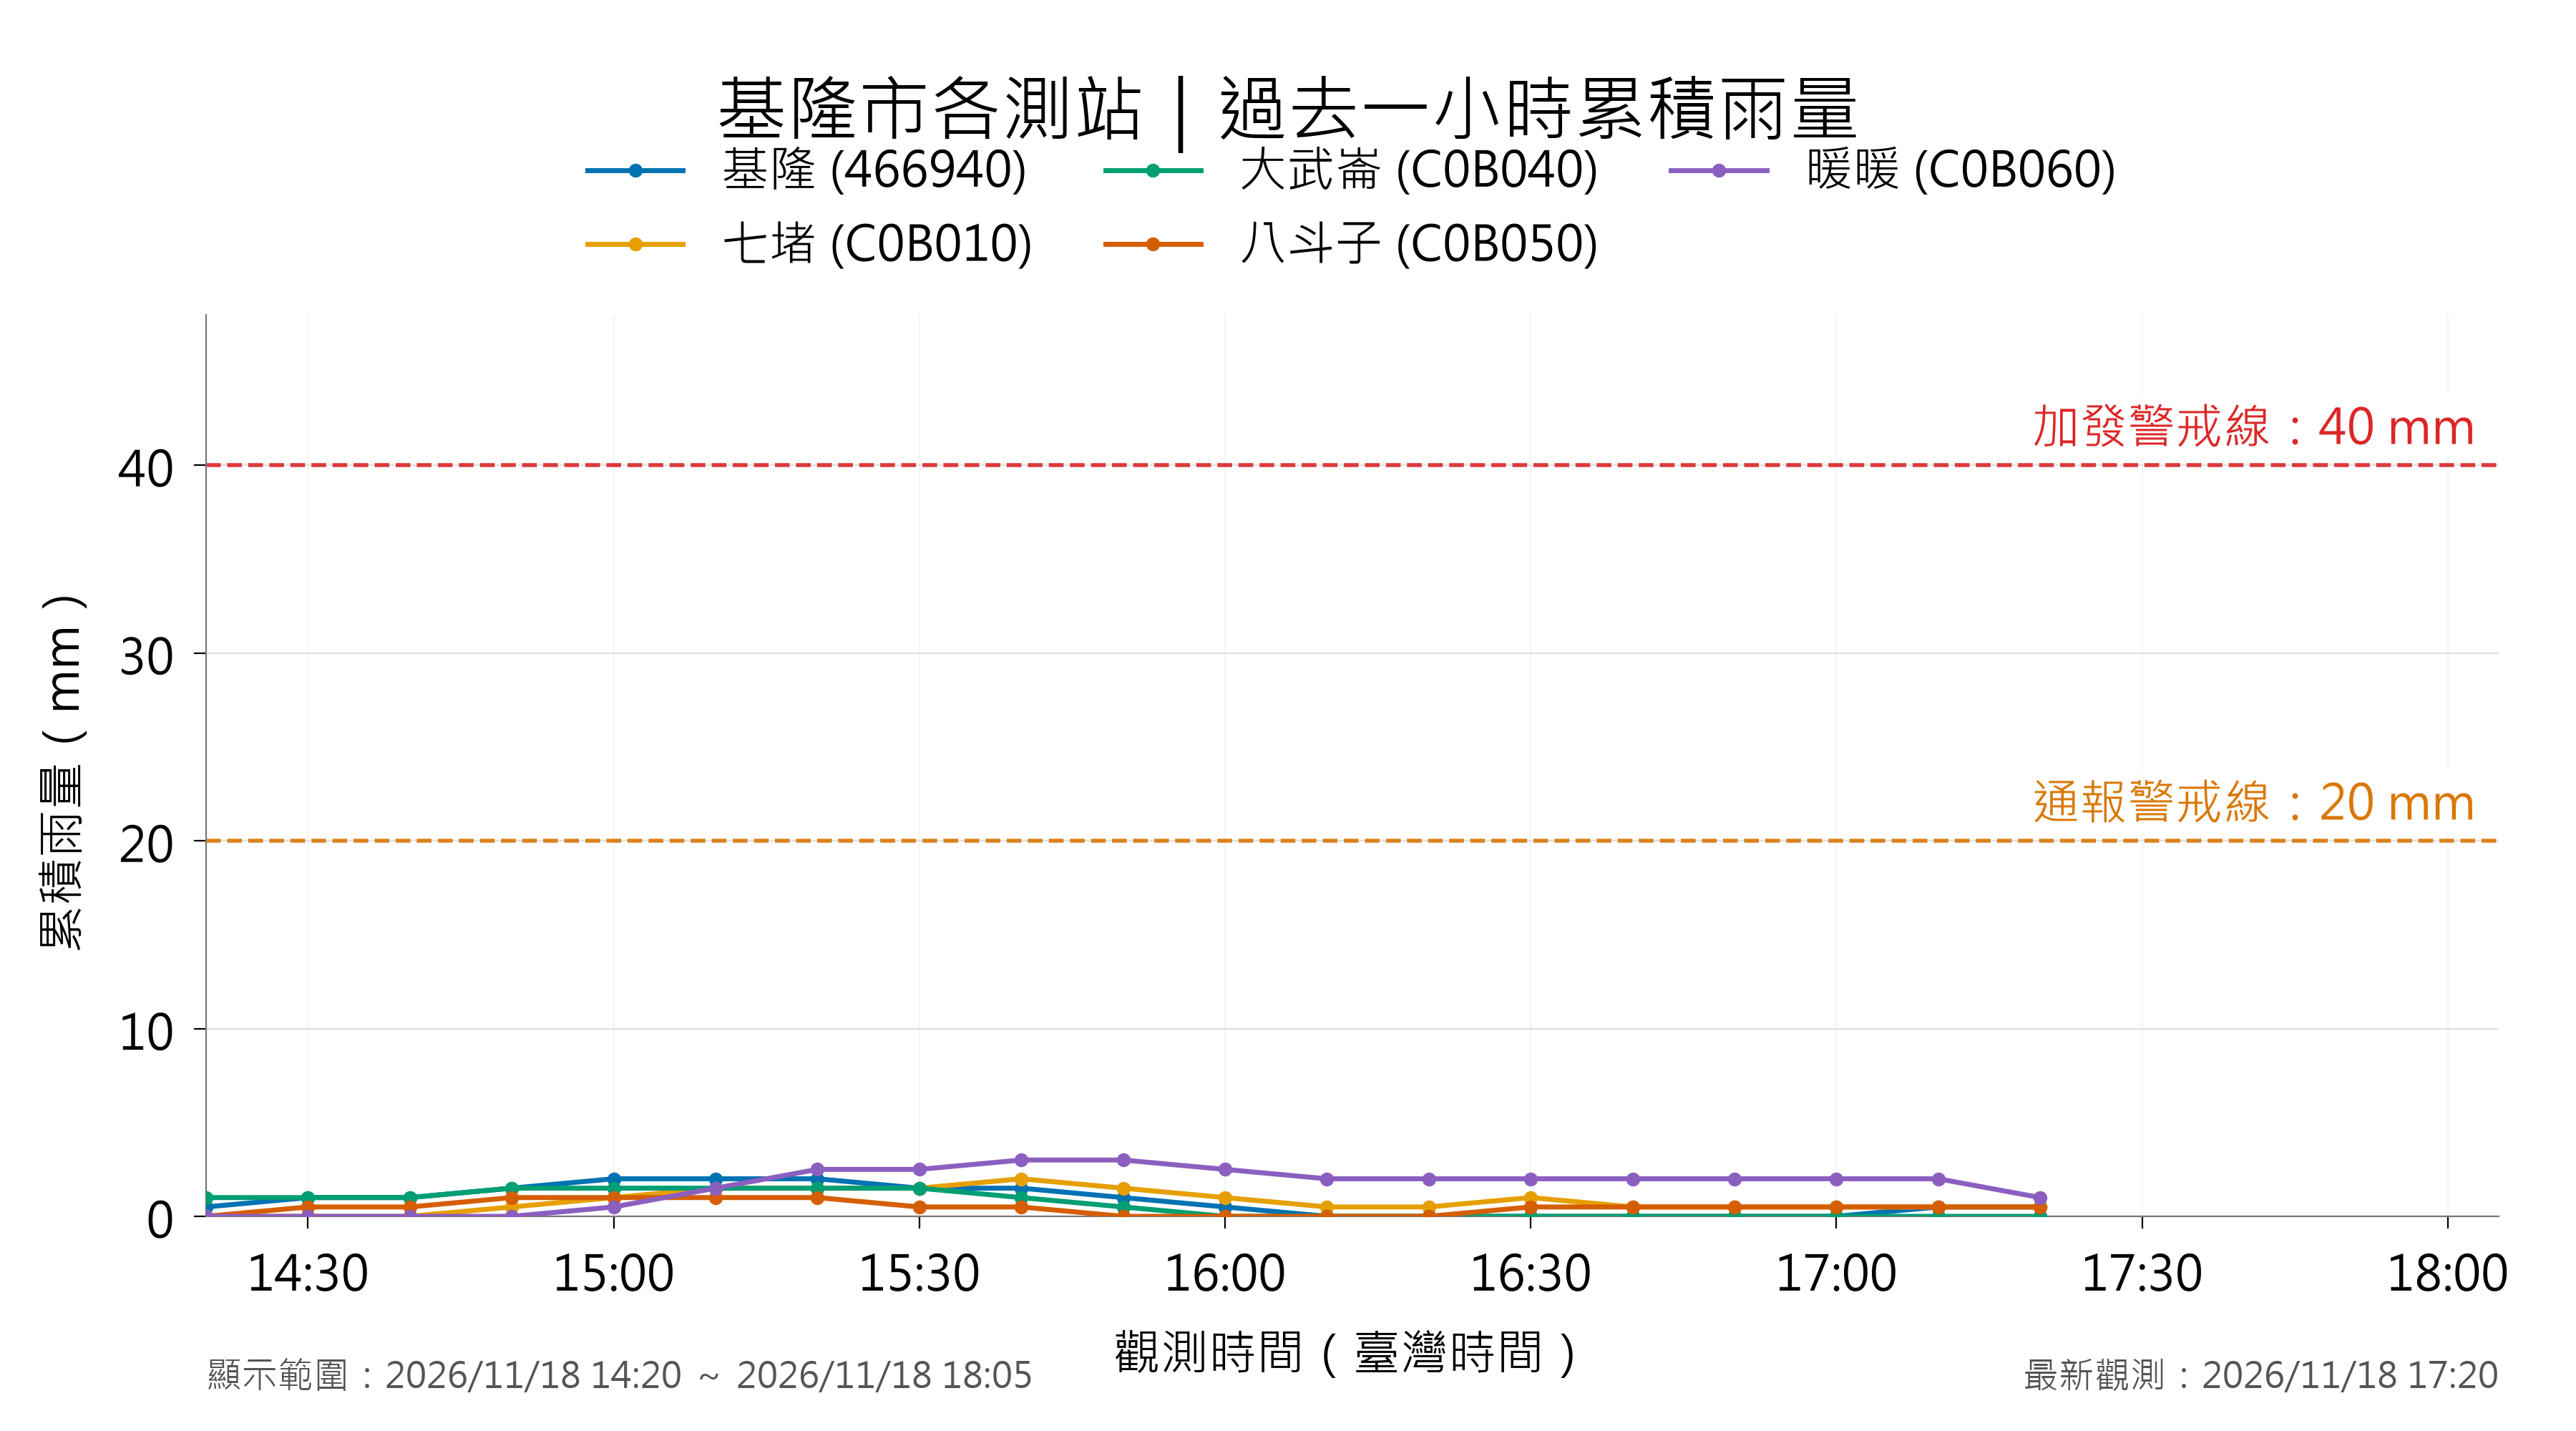 基隆市各測站｜過去一小時累積雨量
基隆 (466940)
大武崙 (C0B040)
暖暖 (C0B060)
七堵 (C0B010)
八斗子 (C0B050)
加發警戒線：40 mm
通報警戒線：20 mm
累積雨量（mm）
40
30
20
10
0
14:30
15:00
15:30
16:00
16:30
17:00
17:30
18:00
觀測時間（臺灣時間）
顯示範圍：2026/11/18 14:20 ~ 2026/11/18 18:05
最新觀測：2026/11/18 17:20